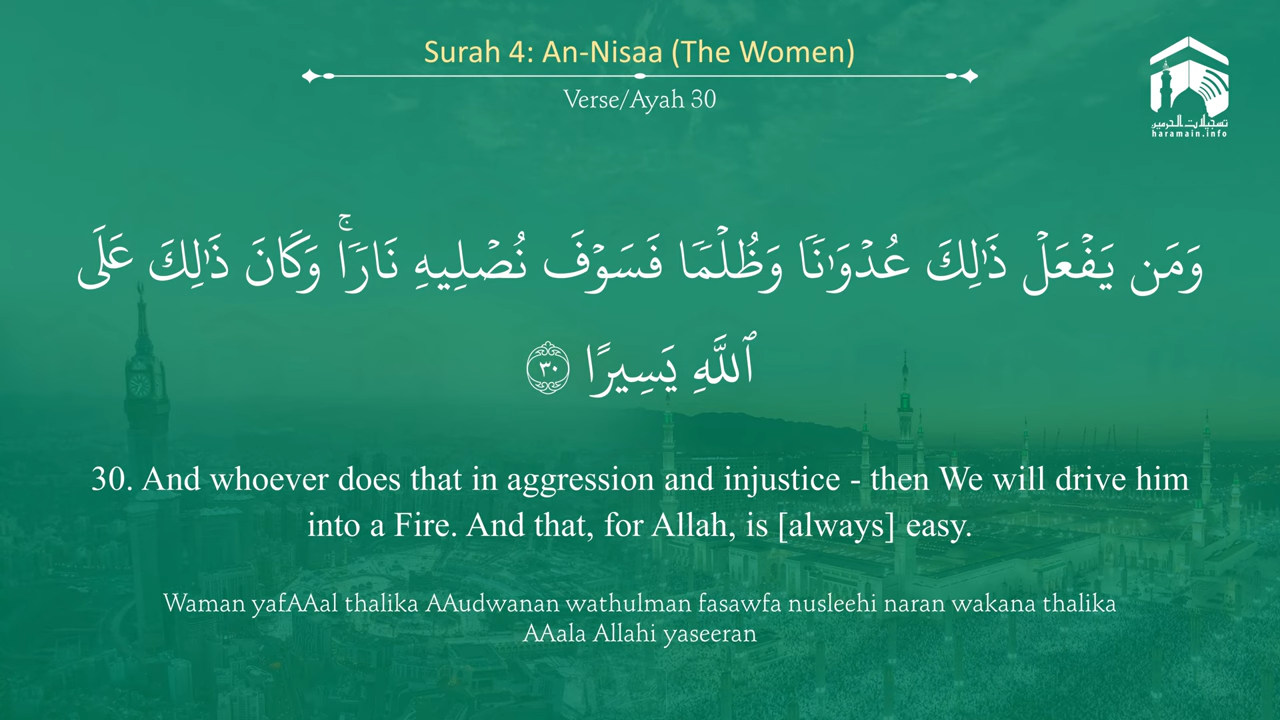 Surah 4: An-Nisaa (The Women)
Verse/Ayah 30
تسجيلات الحرمين
haramain.info
وَمَن يَفْعَلْ ذَٰلِكَ عُدْوَٰنًا وَظُلْمًا فَسَوْفَ نُصْلِيهِ نَارًا ۚ وَكَانَ ذَٰلِكَ عَلَى
ٱللَّهِ يَسِيرًا ٣٠
30. And whoever does that in aggression and injustice - then We will drive him
into a Fire. And that, for Allah, is [always] easy.
Waman yafAAal thalika AAudwanan wathulman fasawfa nusleehi naran wakana thalika
AAala Allahi yaseeran